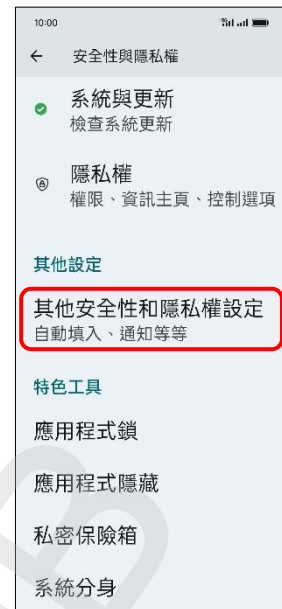 10:00
安全性與隱私權
系統與更新
檢查系統更新
隱私權
權限、資訊主頁、控制選項
其他設定
其他安全性和隱私權設定
自動填入、通知等等
特色工具
應用程式鎖
應用程式隱藏
私密保險箱
系統分身